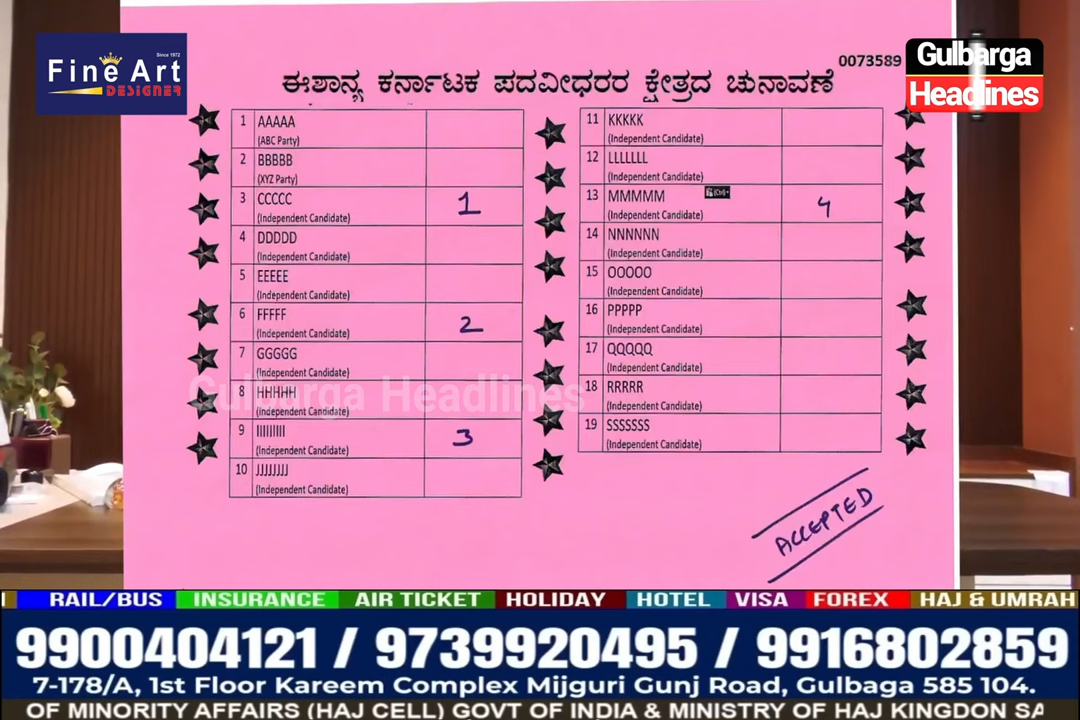 Since 1972
Fine Art
DESIGNER
0073589
Gulbarga
Headlines
ಈಶಾನ್ಯ ಕರ್ನಾಟಕ ಪದವೀಧರರ ಕ್ಷೇತ್ರದ ಚುನಾವಣೆ
1 AAAAA
(ABC Party)
2 BBBBB
(XYZ Party)
3 CCCCC 1
(Independent Candidate)
4 DDDDD
(Independent Candidate)
5 EEEEE
(Independent Candidate)
6 FFFFF 2
(Independent Candidate)
7 GGGGG
(Independent Candidate)
8 HHHHH
(Independent Candidate)
9 IIIIIIIII 3
(Independent Candidate)
10 JJJJJJJJ
(Independent Candidate)
11 KKKKK
(Independent Candidate)
12 LLLLLLL
(Independent Candidate)
13 MMMMM (Ctrl) 4
(Independent Candidate)
14 NNNNNN
(Independent Candidate)
15 OOOOO
(Independent Candidate)
16 PPPPP
(Independent Candidate)
17 QQQQQ
(Independent Candidate)
18 RRRRR
(Independent Candidate)
19 SSSSSSS
(Independent Candidate)
Gulbarga Headlines
ACCEPTED
RAIL/BUS INSURANCE AIR TICKET HOLIDAY HOTEL VISA FOREX HAJ & UMRAH
9900404121 / 9739920495 / 9916802859
7-178/A, 1st Floor Kareem Complex Mijguri Gunj Road, Gulbaga 585 104.
OF MINORITY AFFAIRS (HAJ CELL) GOVT OF INDIA & MINISTRY OF HAJ KINGDON SA